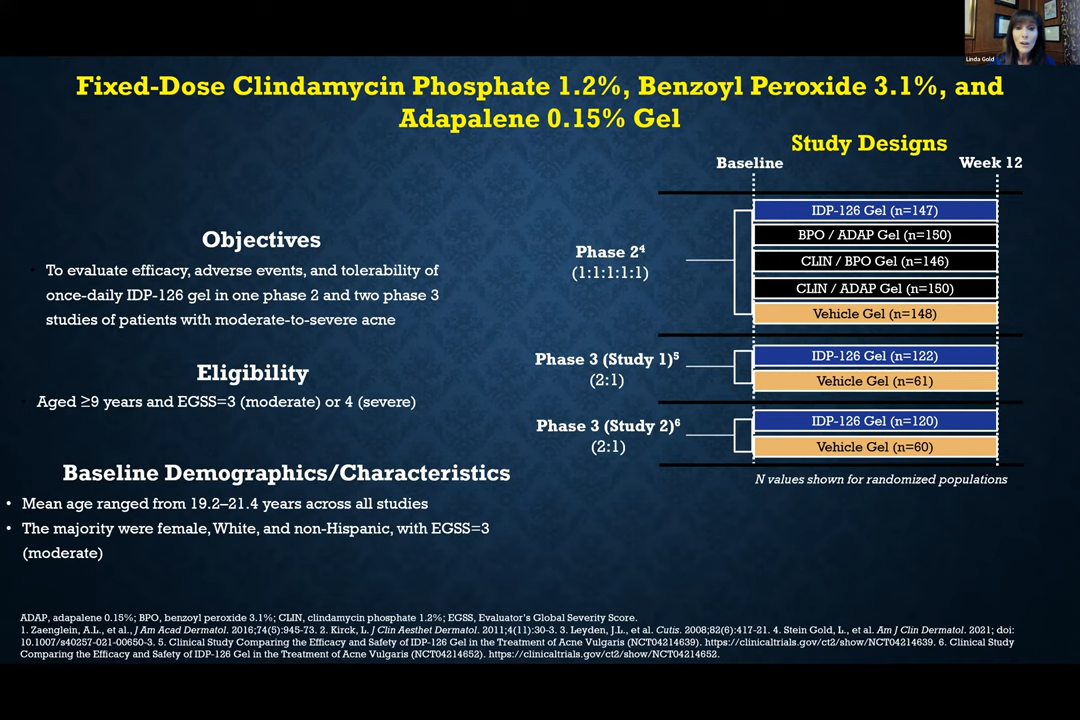 Linda Gold
Fixed-Dose Clindamycin Phosphate 1.2%, Benzoyl Peroxide 3.1%, and
Adapalene 0.15% Gel
Objectives
• To evaluate efficacy, adverse events, and tolerability of
once-daily IDP-126 gel in one phase 2 and two phase 3
studies of patients with moderate-to-severe acne
Eligibility
• Aged ≥9 years and EGSS=3 (moderate) or 4 (severe)
Baseline Demographics/Characteristics
• Mean age ranged from 19.2–21.4 years across all studies
• The majority were female, White, and non-Hispanic, with EGSS=3
(moderate)
Study Designs
Baseline
Week 12
Phase 2⁴
(1:1:1:1:1)
IDP-126 Gel (n=147)
BPO / ADAP Gel (n=150)
CLIN / BPO Gel (n=146)
CLIN / ADAP Gel (n=150)
Vehicle Gel (n=148)
Phase 3 (Study 1)⁵
(2:1)
IDP-126 Gel (n=122)
Vehicle Gel (n=61)
Phase 3 (Study 2)⁶
(2:1)
IDP-126 Gel (n=120)
Vehicle Gel (n=60)
N values shown for randomized populations
ADAP, adapalene 0.15%; BPO, benzoyl peroxide 3.1%; CLIN, clindamycin phosphate 1.2%; EGSS, Evaluator's Global Severity Score.
1. Zaenglein, A.L., et al., J Am Acad Dermatol. 2016;74(5):945-73. 2. Kirck, L. J Clin Aesthet Dermatol. 2011;4(11):30-3. 3. Leyden, J.L., et al. Cutis. 2008;82(6):417-21. 4. Stein Gold, L., et al. Am J Clin Dermatol. 2021; doi:
10.1007/s40257-021-00650-3. 5. Clinical Study Comparing the Efficacy and Safety of IDP-126 Gel in the Treatment of Acne Vulgaris (NCT04214639). https://clinicaltrials.gov/ct2/show/NCT04214639. 6. Clinical Study
Comparing the Efficacy and Safety of IDP-126 Gel in the Treatment of Acne Vulgaris (NCT04214652). https://clinicaltrials.gov/ct2/show/NCT04214652.